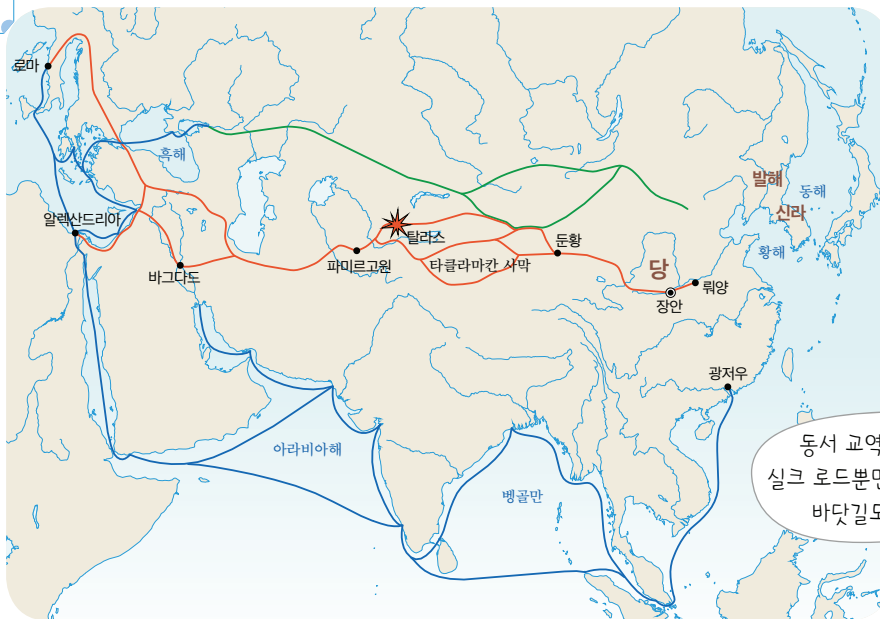 로마
흑해
발해
동해
신라
알렉산드리아
탈라스
둔황
황해
바그다드
파미르고원
타클라마칸 사막
당
뤄양
장안
광저우
아라비아해
벵골만
동서 교역
실크 로드뿐만
바닷길도